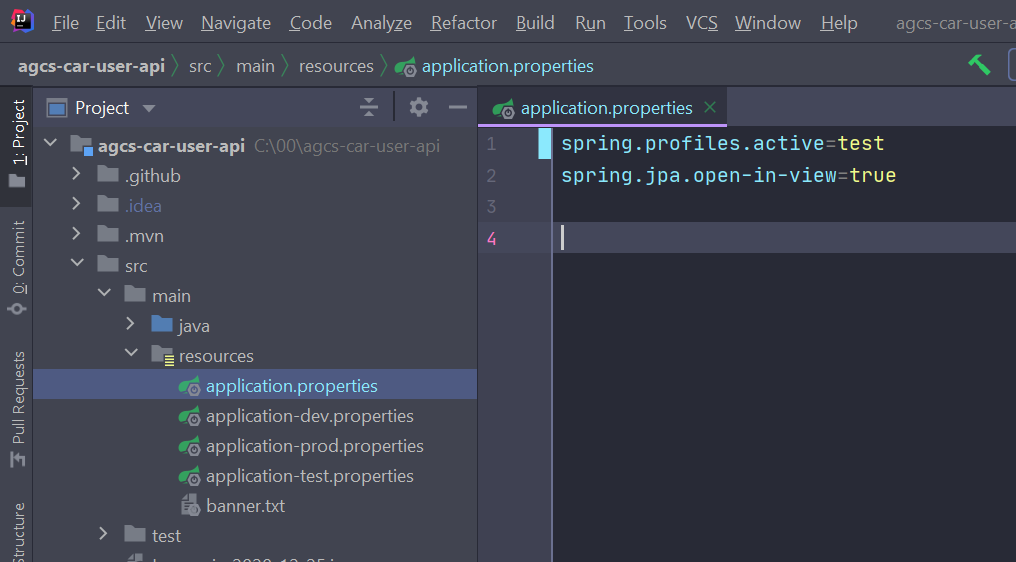 File Edit View Navigate Code Analyze Refactor Build Run Tools VCS Window Help agcs-car-user-a
agcs-car-user-api src main resources application.properties
1: Project
0: Commit
Pull Requests
Structure
Project
agcs-car-user-api C:\00\agcs-car-user-api
.github
.idea
.mvn
src
main
java
resources
application.properties
application-dev.properties
application-prod.properties
application-test.properties
banner.txt
test
application.properties
1 spring.profiles.active=test
2 spring.jpa.open-in-view=true
3
4